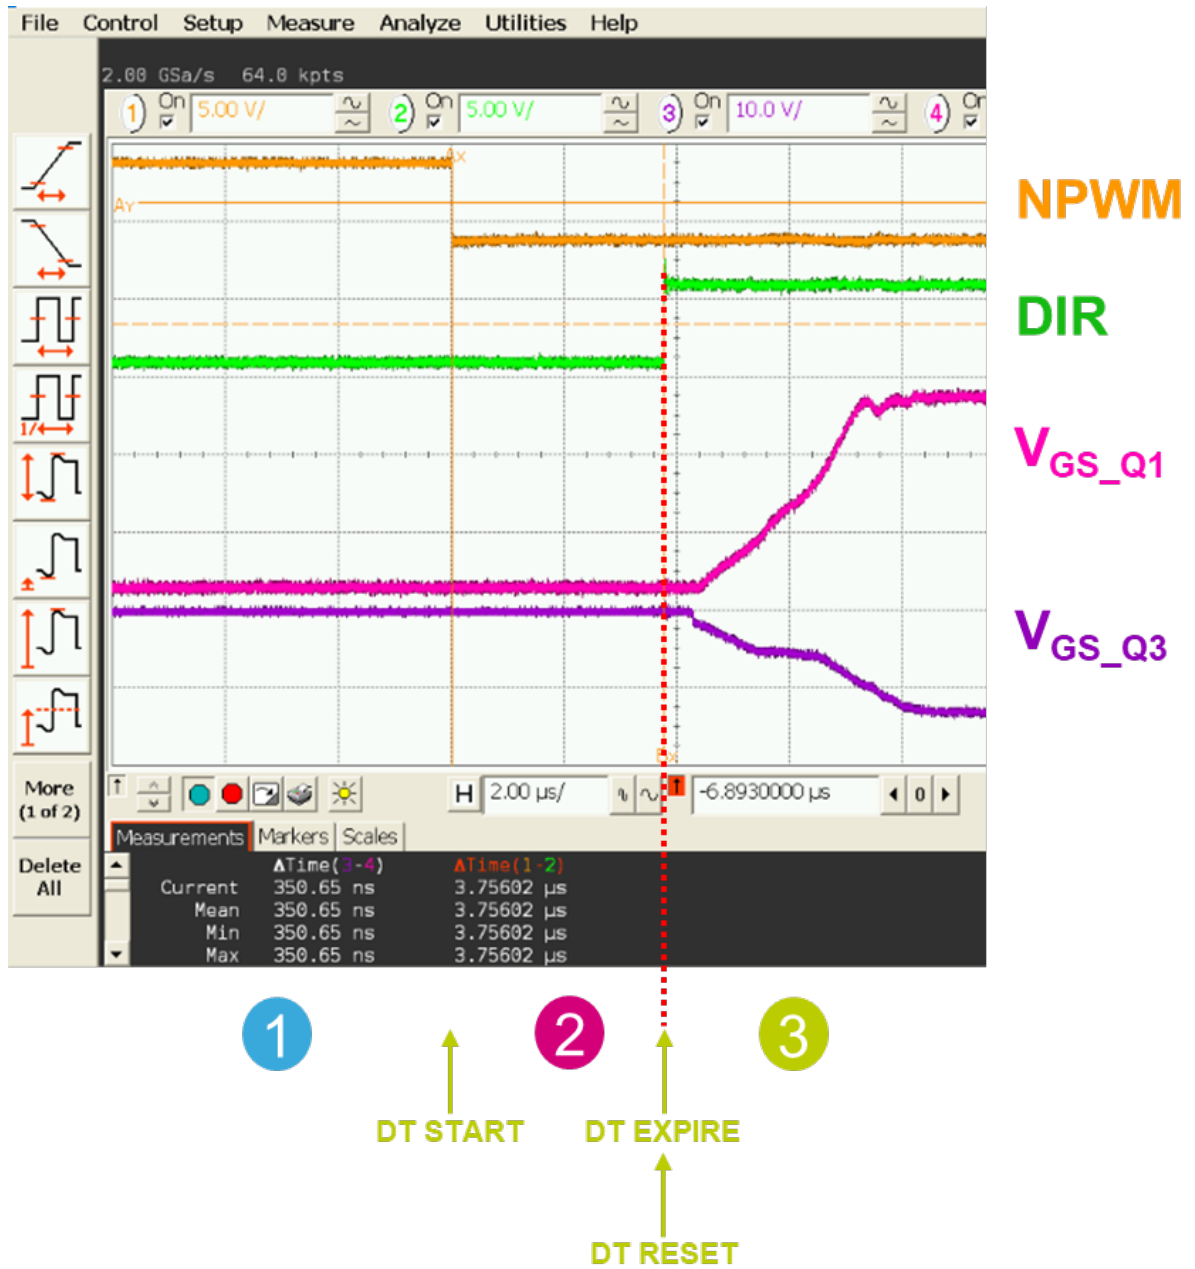 File Control Setup Measure Analyze Utilities Help
2.00 GSa/s 64.0 kpts
1 On 5.00 V/ 2 On 5.00 V/ 3 On 10.0 V/ 4 On
Ax
Ay
NPWM
DIR
VGS_Q1
VGS_Q3
Bx
1/
More
(1 of 2)
Delete
All
H 2.00 µs/ -6.8930000 µs 0
Measurements Markers Scales
ΔTime(3-4) ΔTime(1-2)
Current 350.65 ns 3.75602 µs
Mean 350.65 ns 3.75602 µs
Min 350.65 ns 3.75602 µs
Max 350.65 ns 3.75602 µs
1 2 3
DT START DT EXPIRE
DT RESET